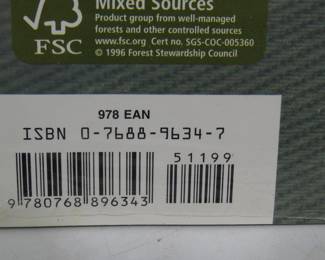 Mixed Sources
Product group from well-managed
forests and other controlled sources
www.fsc.org Cert no. SGS-COC-005360
© 1996 Forest Stewardship Council
FSC
978 EAN
ISBN 0-7688-9634-7
51199
9 780768 896343